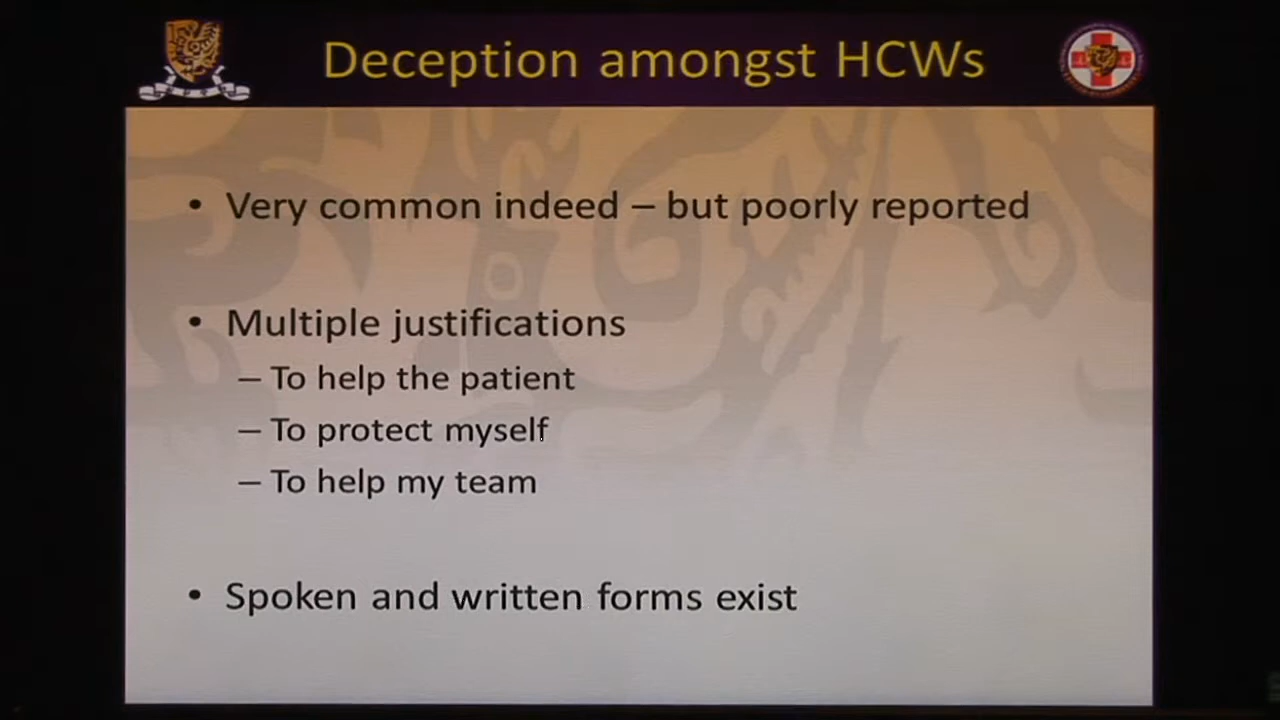 Deception amongst HCWs
• Very common indeed – but poorly reported
• Multiple justifications
– To help the patient
– To protect myself
– To help my team
• Spoken and written forms exist